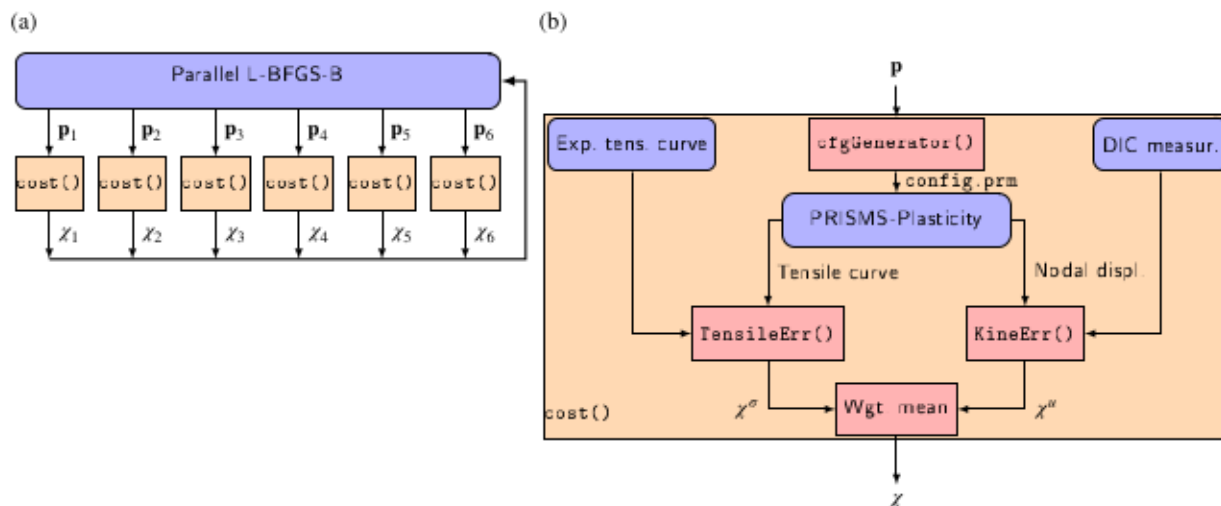 (a)
Parallel L-BFGS-B
p₁ p₂ p₃ p₄ p₅ p₆
cost() cost() cost() cost() cost() cost()
χ₁ χ₂ χ₃ χ₄ χ₅ χ₆
(b)
p
Exp. tens. curve
cfgGenerator()
DIC measur.
config.prm
PRISMS-Plasticity
Tensile curve
Nodal displ.
TensileErr()
KineErr()
χᵠ
Wgt mean
χᵘ
cost()
χ